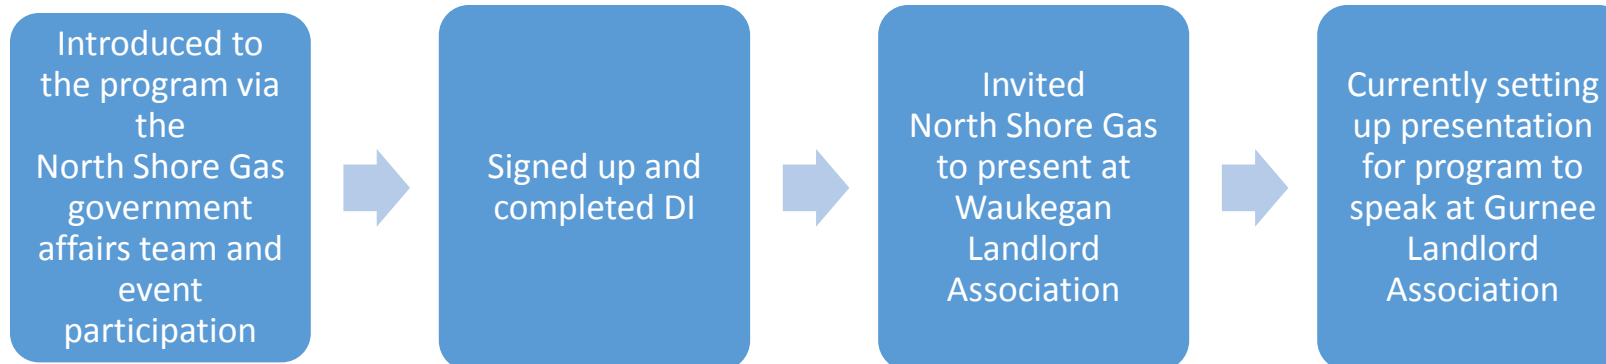 Introduced to
the program via
the
North Shore Gas
government
affairs team and
event
participation
Signed up and
completed DI
Invited
North Shore Gas
to present at
Waukegan
Landlord
Association
Currently setting
up presentation
for program to
speak at Gurnee
Landlord
Association